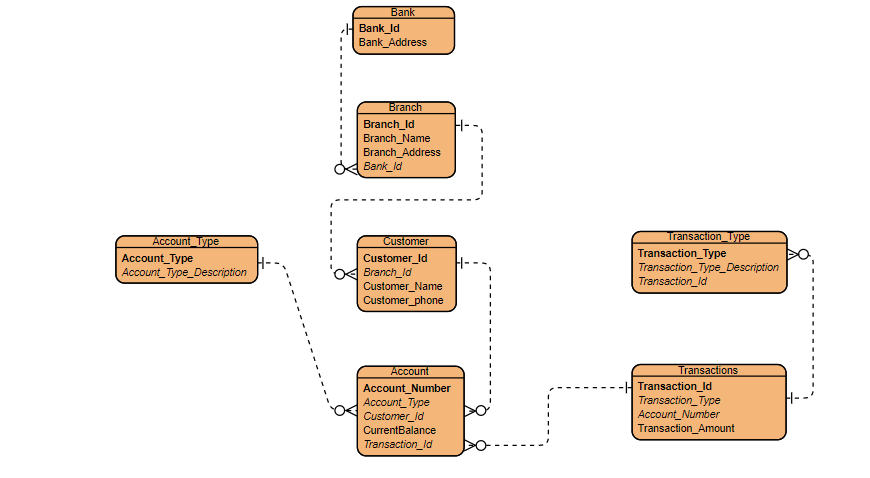 Bank
Bank_Id
Bank_Address
Branch
Branch_Id
Branch_Name
Branch_Address
Bank_Id
Account_Type
Account_Type
Account_Type_Description
Customer
Customer_Id
Branch_Id
Customer_Name
Customer_phone
Transaction_Type
Transaction_Type
Transaction_Type_Description
Transaction_Id
Account
Account_Number
Account_Type
Customer_Id
CurrentBalance
Transaction_Id
Transactions
Transaction_Id
Transaction_Type
Account_Number
Transaction_Amount